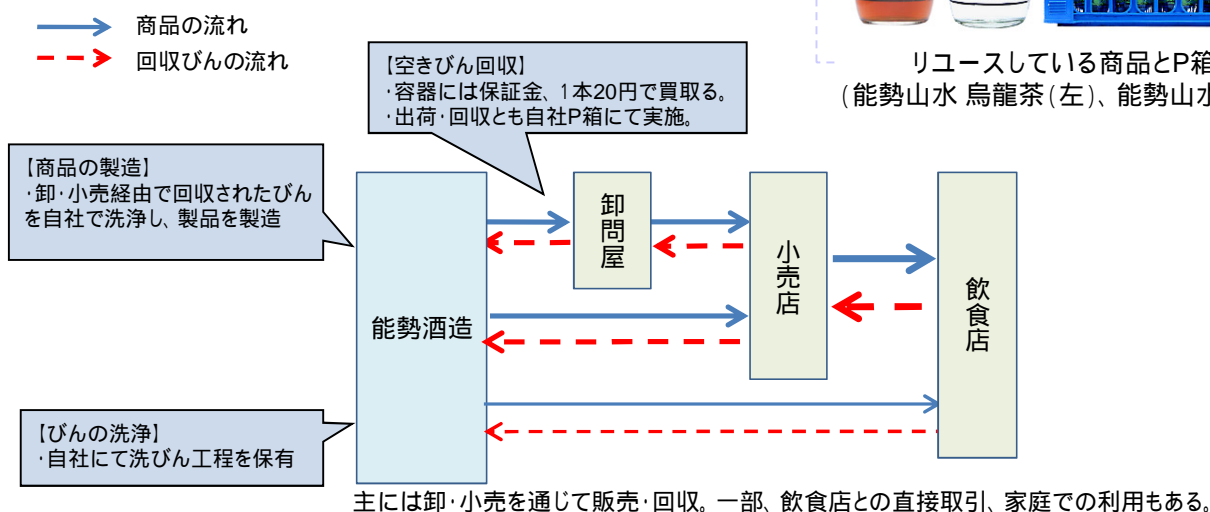 商品の流れ
回収びんの流れ
リユースしている商品とP箱
(能勢山水 烏龍茶(左)、能勢山水
【空きびん回収】
･容器には保証金、1本20円で買取る。
･出荷･回収とも自社P箱にて実施。
【商品の製造】
･卸･小売経由で回収されたびん
を自社で洗浄し、製品を製造
能勢酒造
卸問屋
小売店
飲食店
【びんの洗浄】
･自社にて洗びん工程を保有
主には卸･小売を通じて販売･回収。一部、飲食店との直接取引、家庭での利用もある。